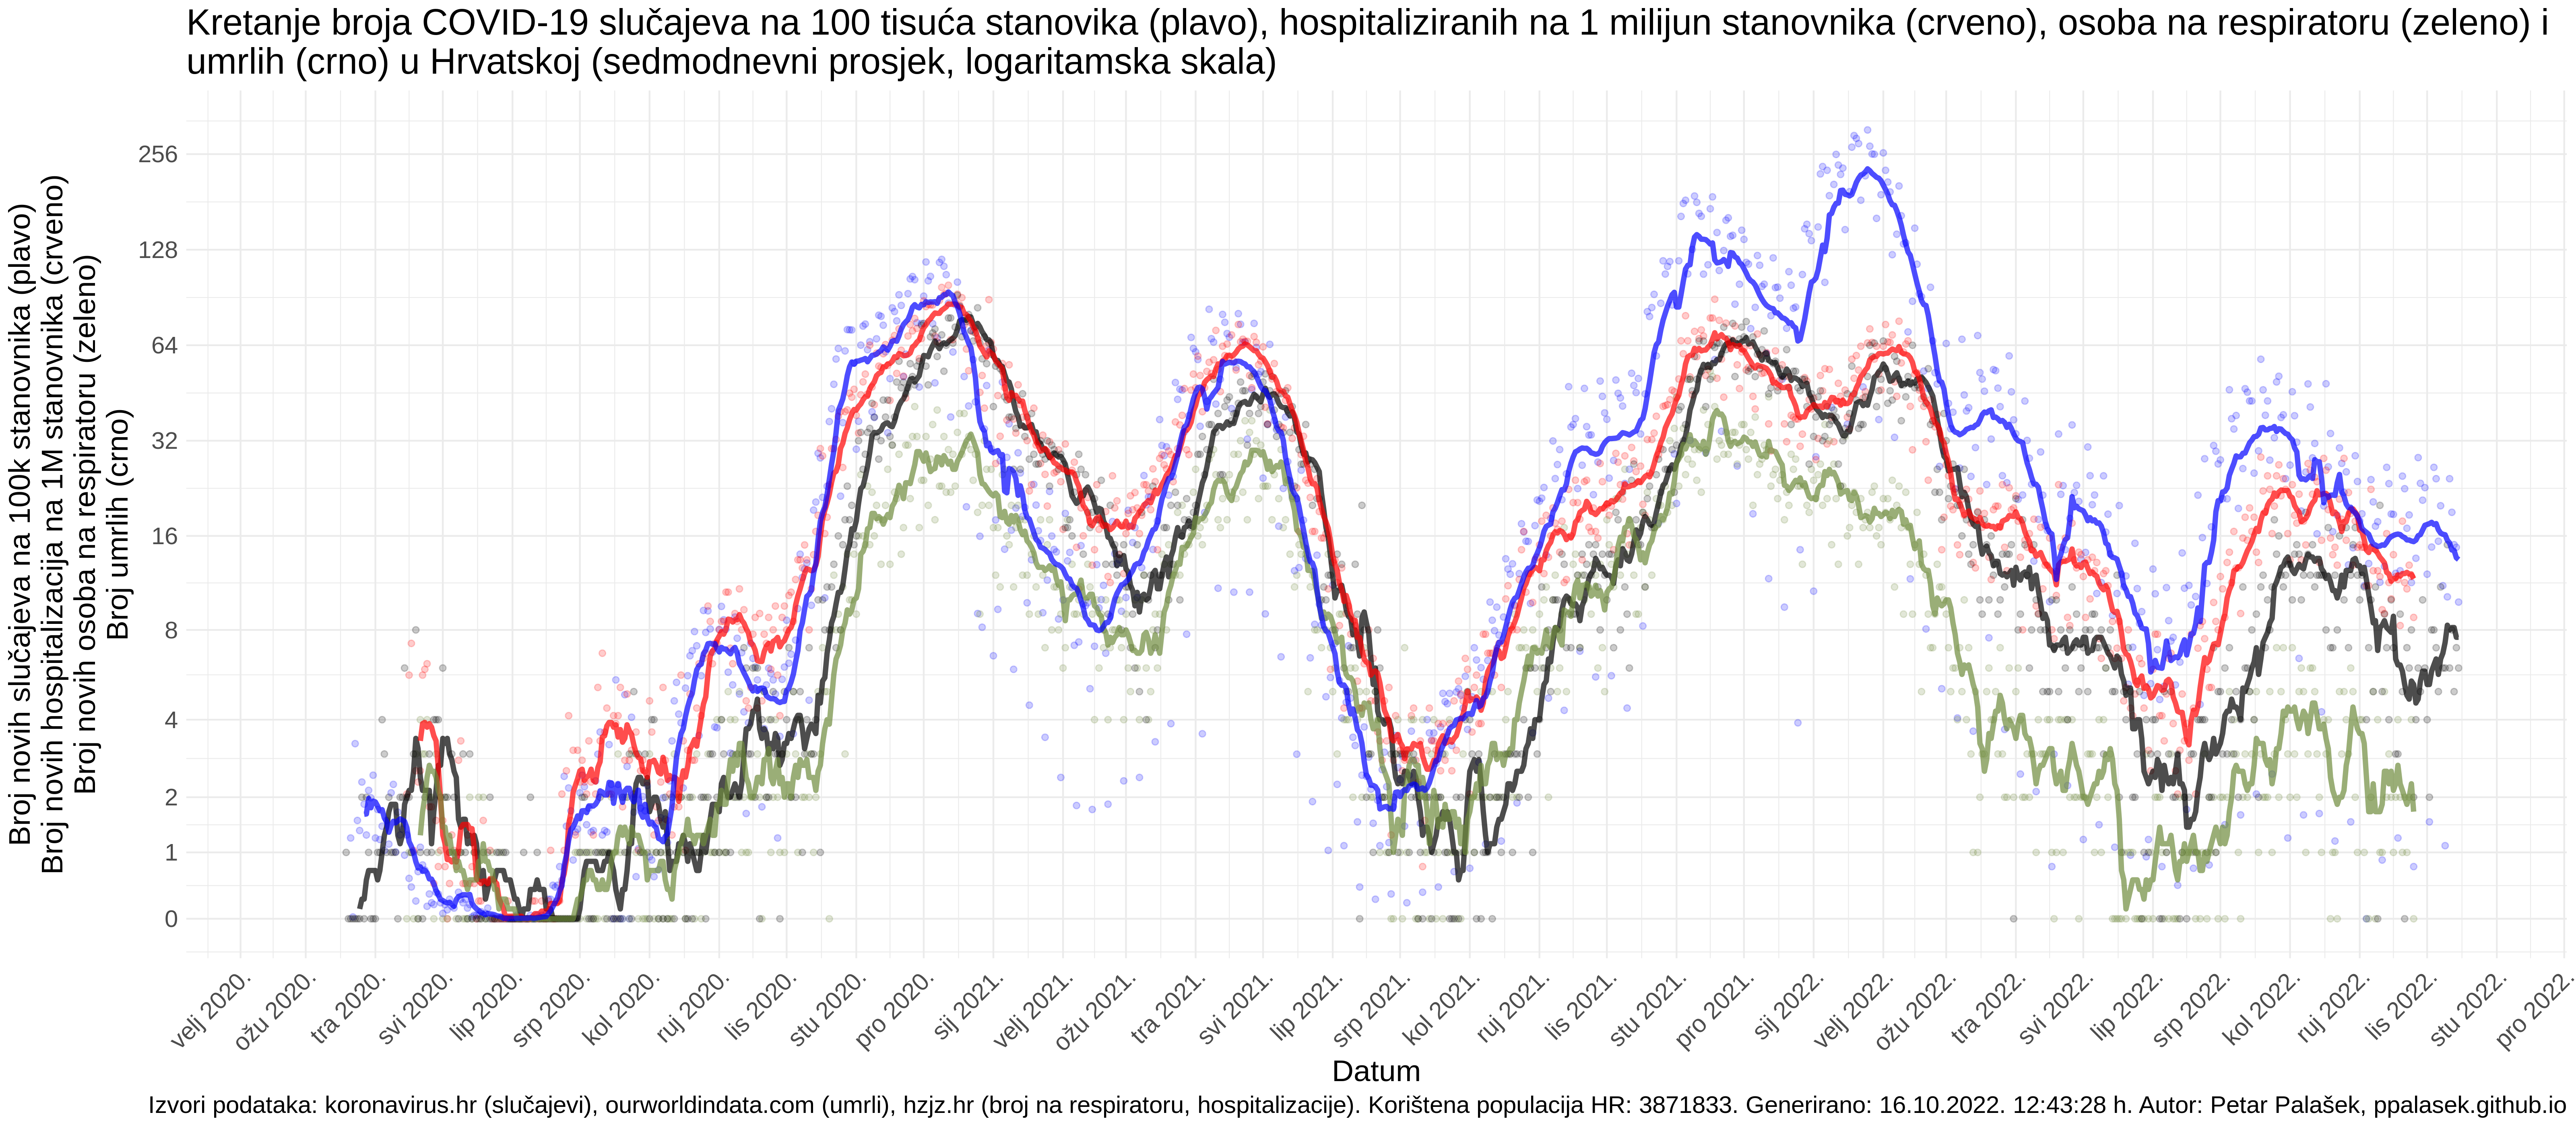 Kretanje broja COVID-19 slučajeva na 100 tisuća stanovika (plavo), hospitaliziranih na 1 milijun stanovnika (crveno), osoba na respiratoru (zeleno) i
umrlih (crno) u Hrvatskoj (sedmodnevni prosjek, logaritamska skala)
Broj novih slučajeva na 100k stanovnika (plavo)
Broj novih hospitalizacija na 1M stanovnika (crveno)
Broj novih osoba na respiratoru (zeleno)
Broj umrlih (crno)
256
128
64
32
16
8
4
2
1
0
velj 2020.
ožu 2020.
tra 2020.
svi 2020.
lip 2020.
srp 2020.
kol 2020.
ruj 2020.
lis 2020.
stu 2020.
pro 2020.
sij 2021.
velj 2021.
ožu 2021.
tra 2021.
svi 2021.
lip 2021.
srp 2021.
kol 2021.
ruj 2021.
lis 2021.
stu 2021.
pro 2021.
sij 2022.
velj 2022.
ožu 2022.
tra 2022.
svi 2022.
lip 2022.
srp 2022.
kol 2022.
ruj 2022.
lis 2022.
stu 2022.
pro 2022.
Datum
Izvori podataka: koronavirus.hr (slučajevi), ourworldindata.com (umrli), hzjz.hr (broj na respiratoru, hospitalizacije). Korištena populacija HR: 3871833. Generirano: 16.10.2022. 12:43:28 h. Autor: Petar Palašek, ppalasek.github.io